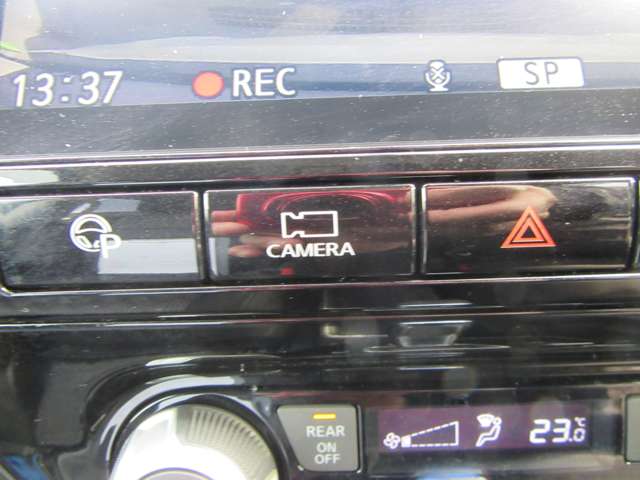 13:37 REC SP
P CAMERA
REAR
ON
OFF
23.0°C